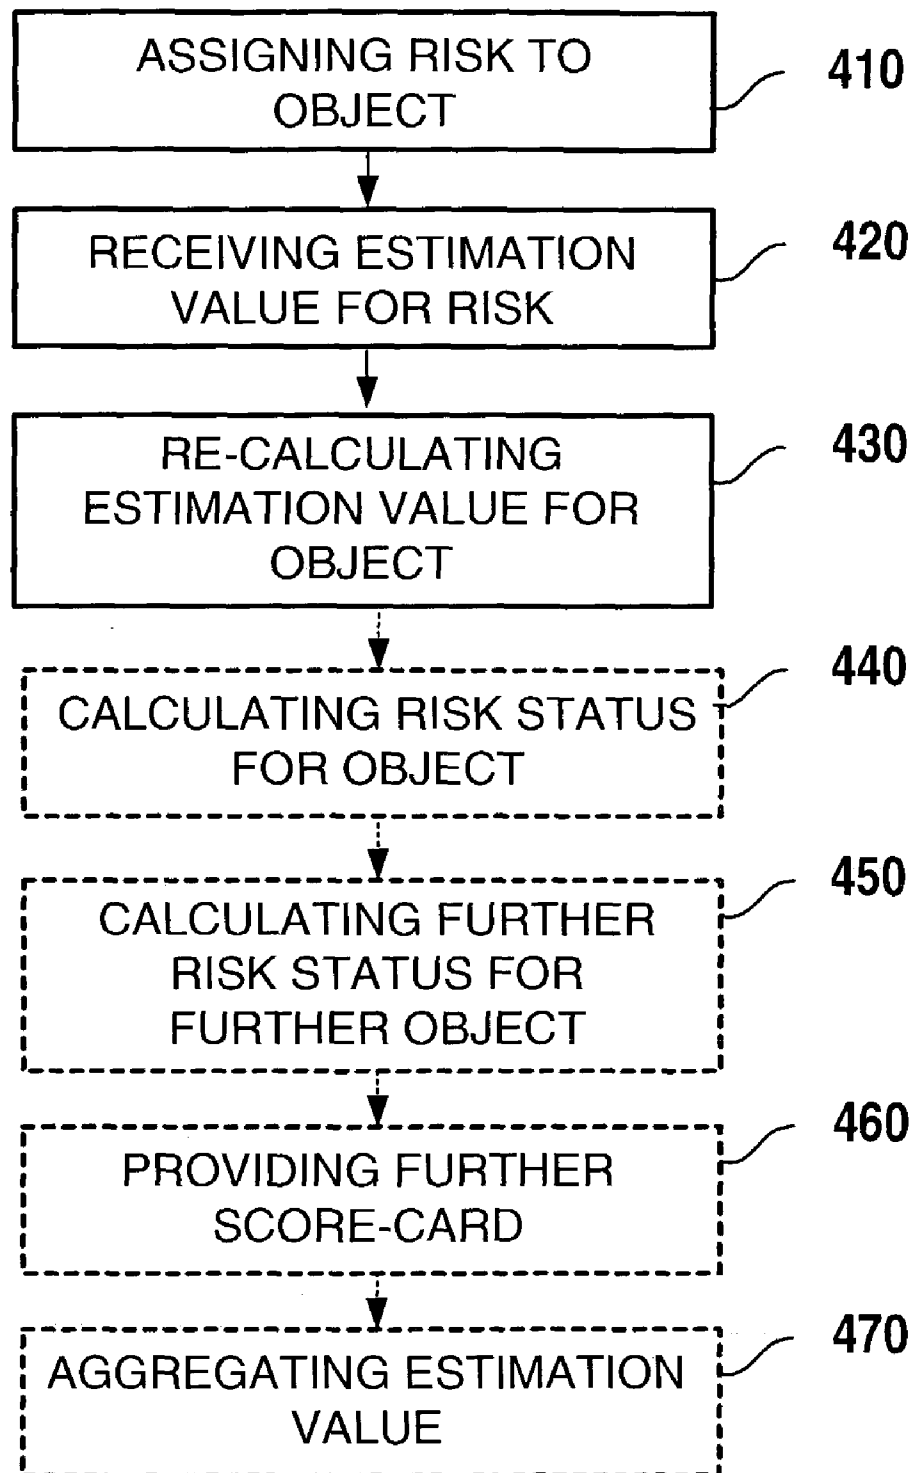 ASSIGNING RISK TO
OBJECT
410
RECEIVING ESTIMATION
VALUE FOR RISK
420
RE-CALCULATING
ESTIMATION VALUE FOR
OBJECT
430
CALCULATING RISK STATUS
FOR OBJECT
440
CALCULATING FURTHER
RISK STATUS FOR
FURTHER OBJECT
450
PROVIDING FURTHER
SCORE-CARD
460
AGGREGATING ESTIMATION
VALUE
470